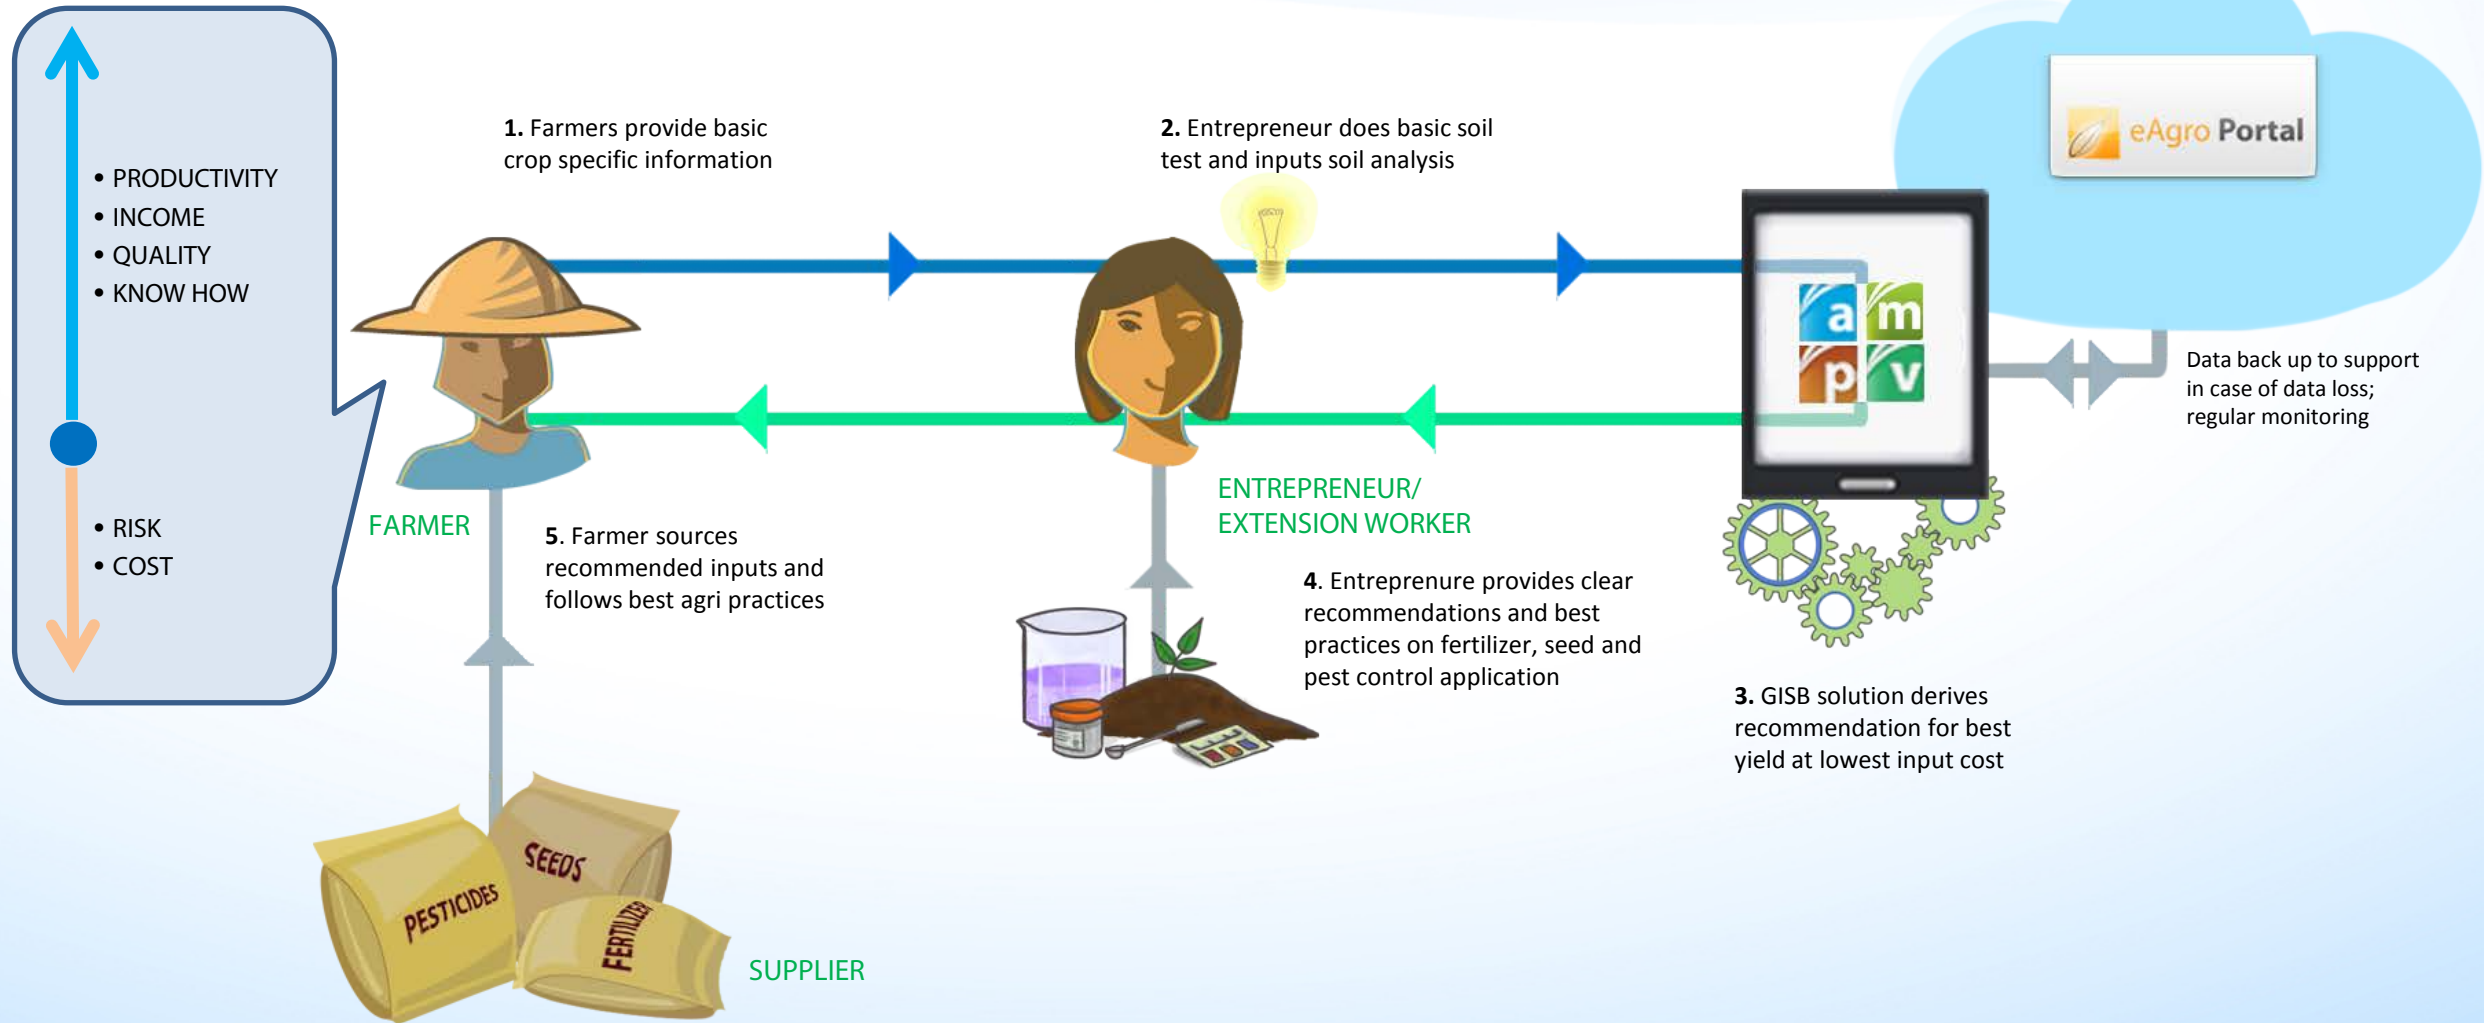 • PRODUCTIVITY
• INCOME
• QUALITY
• KNOW HOW
• RISK
• COST
1. Farmers provide basic
crop specific information
2. Entrepreneur does basic soil
test and inputs soil analysis
eAgro Portal
a m
p v
Data back up to support
in case of data loss;
regular monitoring
FARMER
5. Farmer sources
recommended inputs and
follows best agri practices
ENTREPRENEUR/
EXTENSION WORKER
4. Entreprenure provides clear
recommendations and best
practices on fertilizer, seed and
pest control application
3. GISB solution derives
recommendation for best
yield at lowest input cost
SEEDS
PESTICIDES
FERTILIZER
SUPPLIER